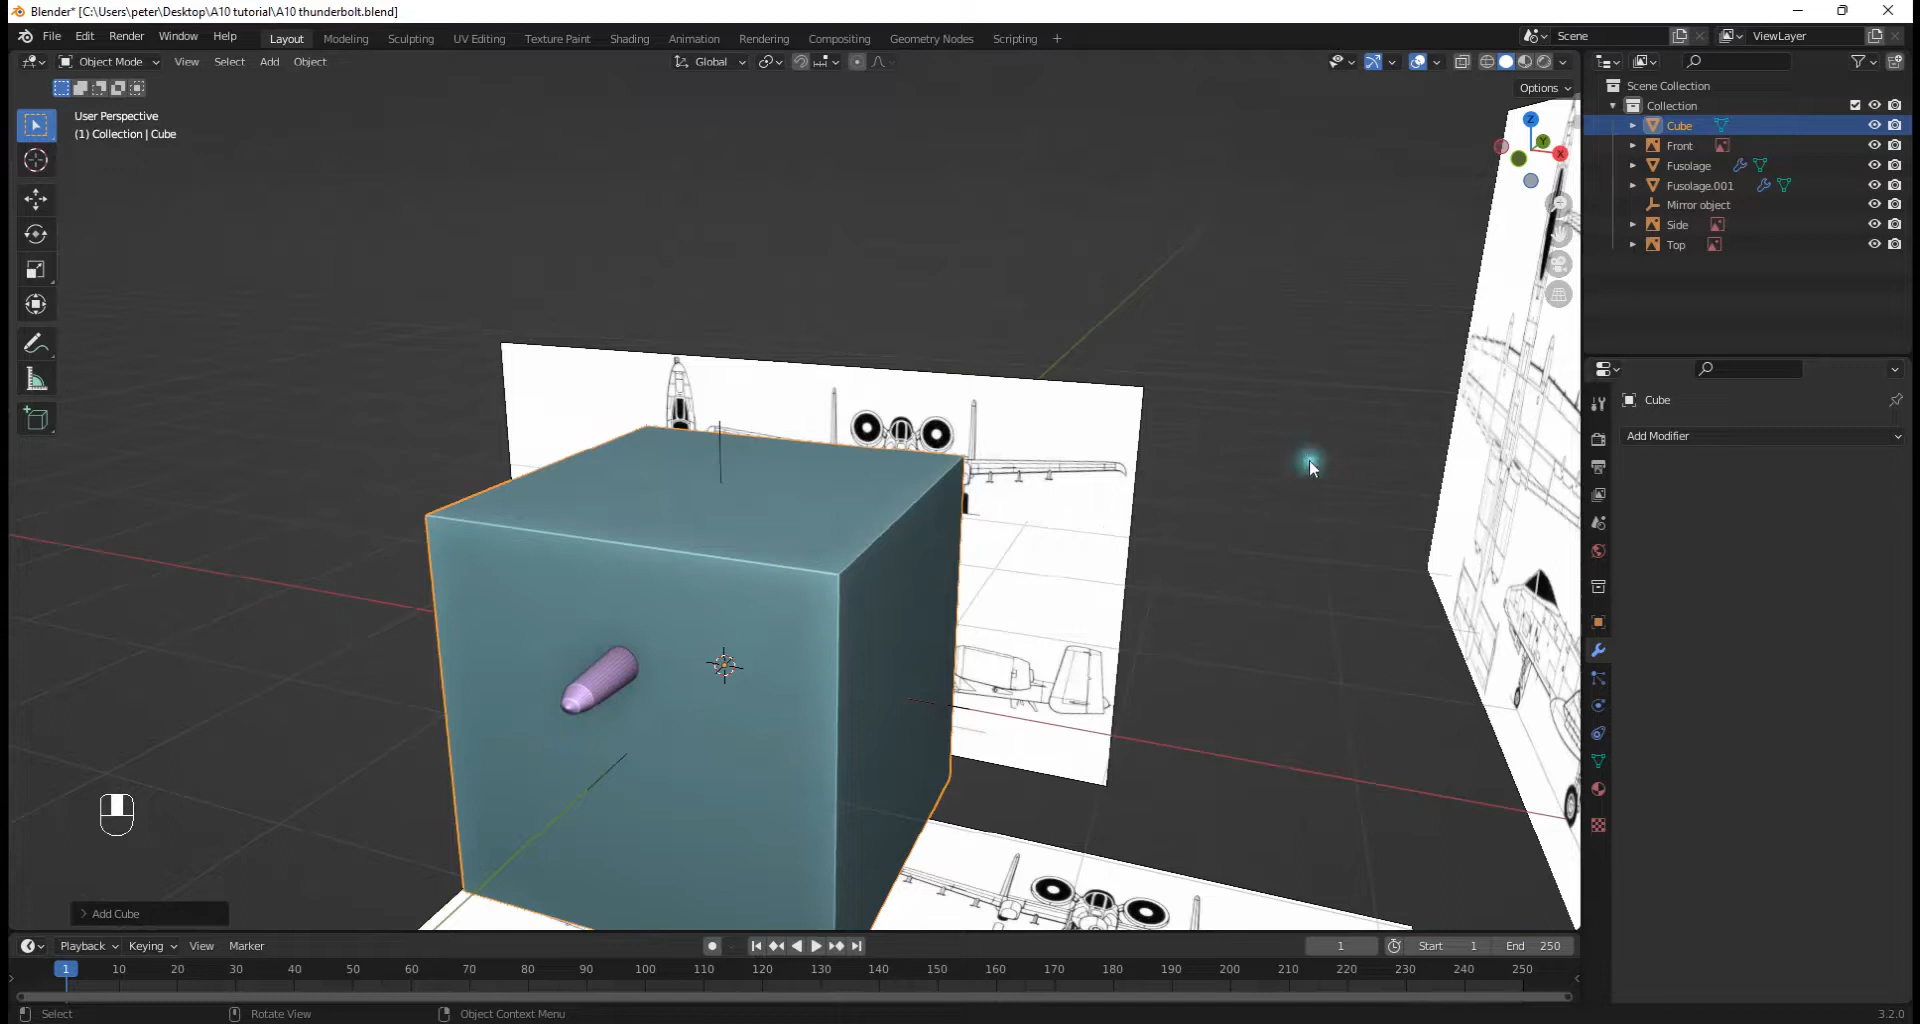 Blender* [C:\Users\peter\Desktop\A10 tutorial\A10 thunderbolt.blend]
File Edit Render Window Help Layout Modeling Sculpting UV Editing Texture Paint Shading Animation Rendering Compositing Geometry Nodes Scripting + Scene ViewLayer
Object Mode View Select Add Object Global
Options
User Perspective
(1) Collection | Cube
Z
Y
X
Scene Collection
Collection
Cube
Front
Fusolage
Fusolage.001
Mirror object
Side
Top
Cube
Add Modifier
Add Cube
Playback Keying View Marker 1 Start 1 End 250
1 10 20 30 40 50 60 70 80 90 100 110 120 130 140 150 160 170 180 190 200 210 220 230 240 250
Select Rotate View Object Context Menu 3.2.0